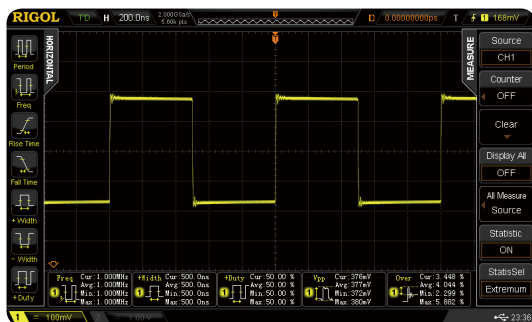 RIGOL T'D H 200.0ns 2.000GSa/s 5.60k pts D 0.00000000ps T 1 168mV
HORIZONTAL
MEASURE
Period
Freq
Rise Time
Fall Time
+Width
-Width
+Duty
Source
CH1
Counter
OFF
Clear
Display All
OFF
All Measure
Source
Statistic
ON
StatisSel
Extremum
Freq Cur:1.000MHz
Avg:1.000MHz
Min:1.000MHz
Max:1.000MHz
+Width Cur:500.0ns
Avg:500.0ns
Min:500.0ns
Max:500.0ns
+Duty Cur:50.00 %
Avg:50.00 %
Min:50.00 %
Max:50.00 %
Vpp Cur:376mV
Avg:377mV
Min:372mV
Max:380mV
Over Cur:3.448 %
Avg:4.044 %
Min:2.299 %
Max:5.882 %
1 = 100mV 2 = 1.00 V 23:36